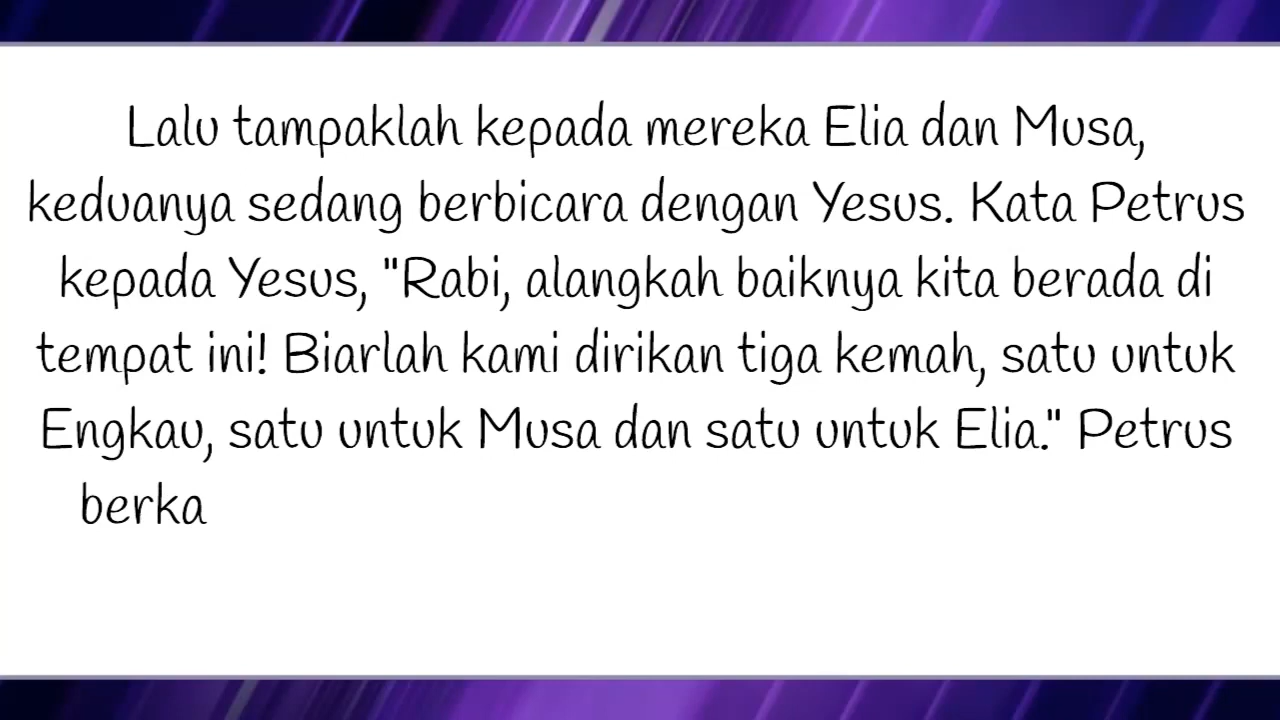 Lalu tampaklah kepada mereka Elia dan Musa,
keduanya sedang berbicara dengan Yesus. Kata Petrus
kepada Yesus, "Rabi, alangkah baiknya kita berada di
tempat ini! Biarlah kami dirikan tiga kemah, satu untuk
Engkau, satu untuk Musa dan satu untuk Elia." Petrus
berka